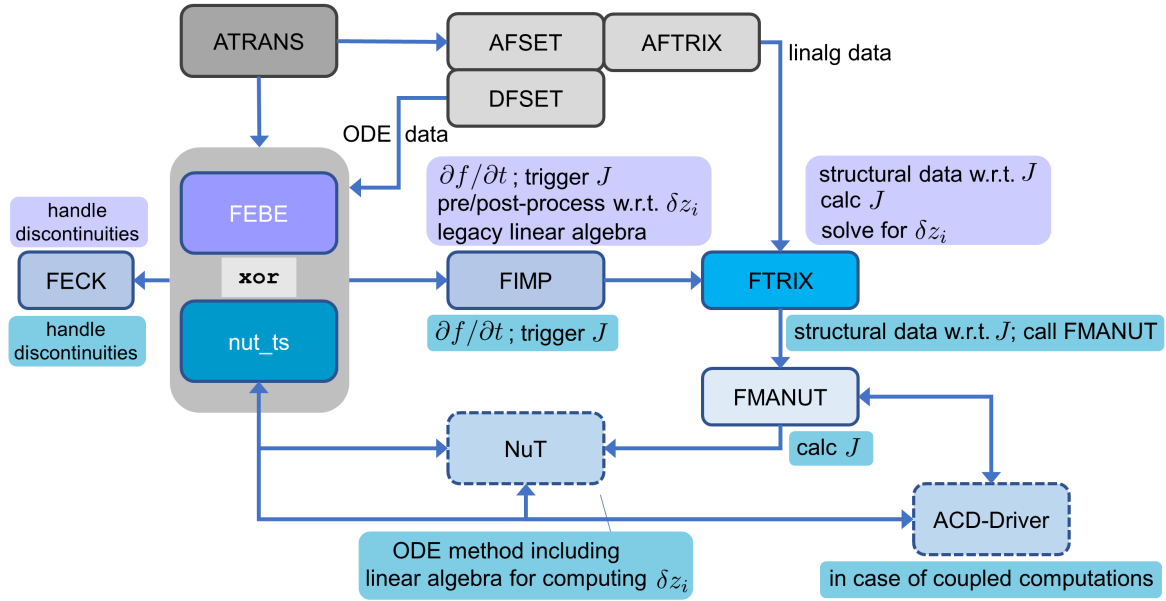 ATRANS
AFSET
AFTRIX
DFSET
linalg data
ODE data
FEBE
xor
nut_ts
handle
discontinuities
FECK
handle
discontinuities
∂f/∂t ; trigger J
pre/post-process w.r.t. δz_i
legacy linear algebra
FIMP
∂f/∂t ; trigger J
structural data w.r.t. J
calc J
solve for δz_i
FTRIX
structural data w.r.t. J; call FMANUT
FMANUT
calc J
NuT
ACD-Driver
ODE method including
linear algebra for computing δz_i
in case of coupled computations